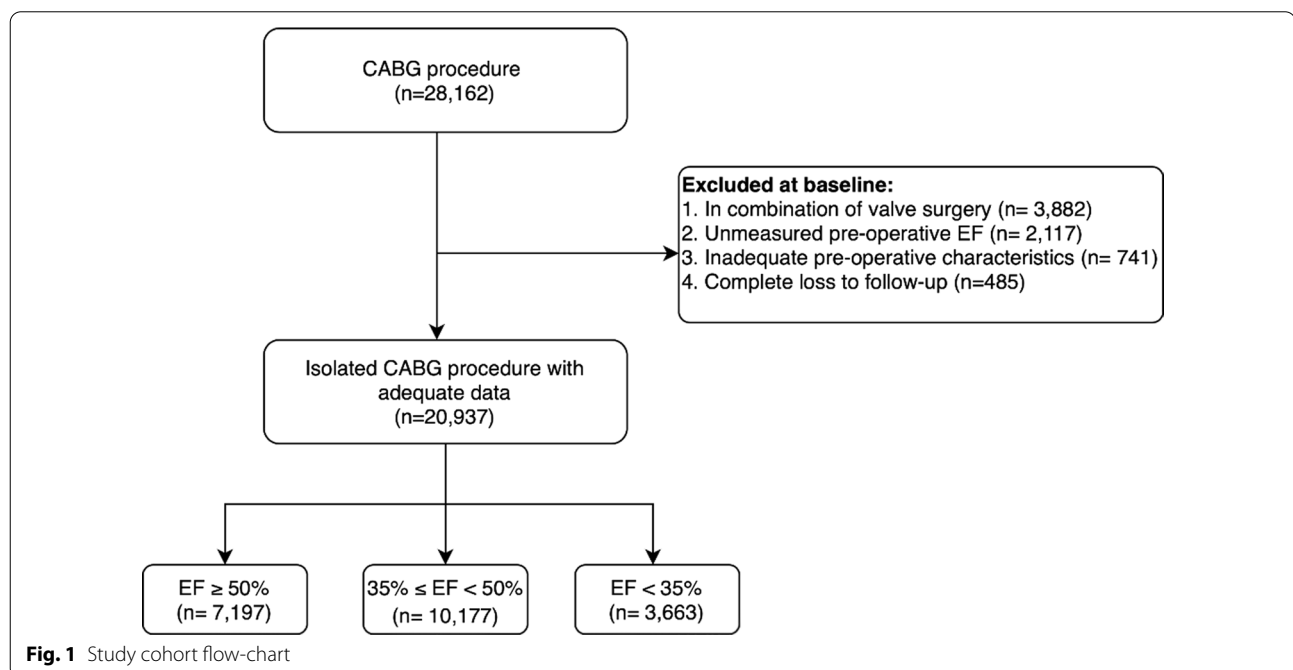 CABG procedure
(n=28,162)
Excluded at baseline:
1. In combination of valve surgery (n= 3,882)
2. Unmeasured pre-operative EF (n= 2,117)
3. Inadequate pre-operative characteristics (n= 741)
4. Complete loss to follow-up (n=485)
Isolated CABG procedure with
adequate data
(n=20,937)
EF ≥ 50%
(n= 7,197)
35% ≤ EF < 50%
(n= 10,177)
EF < 35%
(n= 3,663)
Fig. 1 Study cohort flow-chart